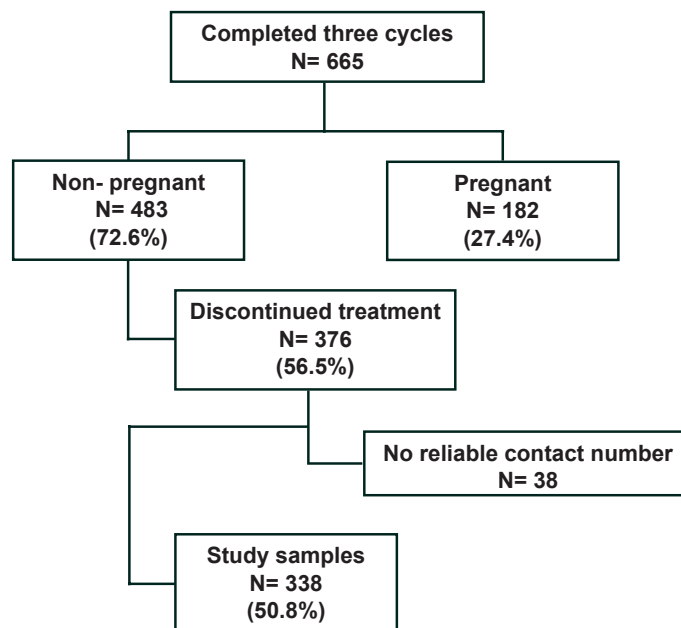 Completed three cycles
N= 665
Non- pregnant
N= 483
(72.6%)
Pregnant
N= 182
(27.4%)
Discontinued treatment
N= 376
(56.5%)
No reliable contact number
N= 38
Study samples
N= 338
(50.8%)